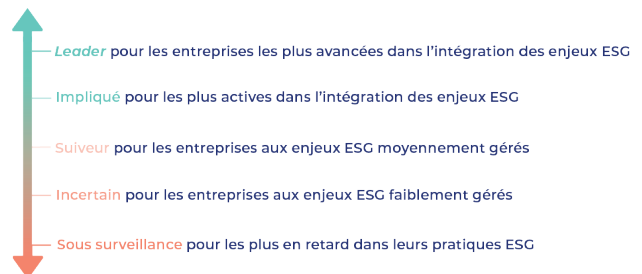 Leader pour les entreprises les plus avancées dans l’intégration des enjeux ESG
Impliqué pour les plus actives dans l’intégration des enjeux ESG
Suiveur pour les entreprises aux enjeux ESG moyennement gérés
Incertain pour les entreprises aux enjeux ESG faiblement gérés
Sous surveillance pour les plus en retard dans leurs pratiques ESG